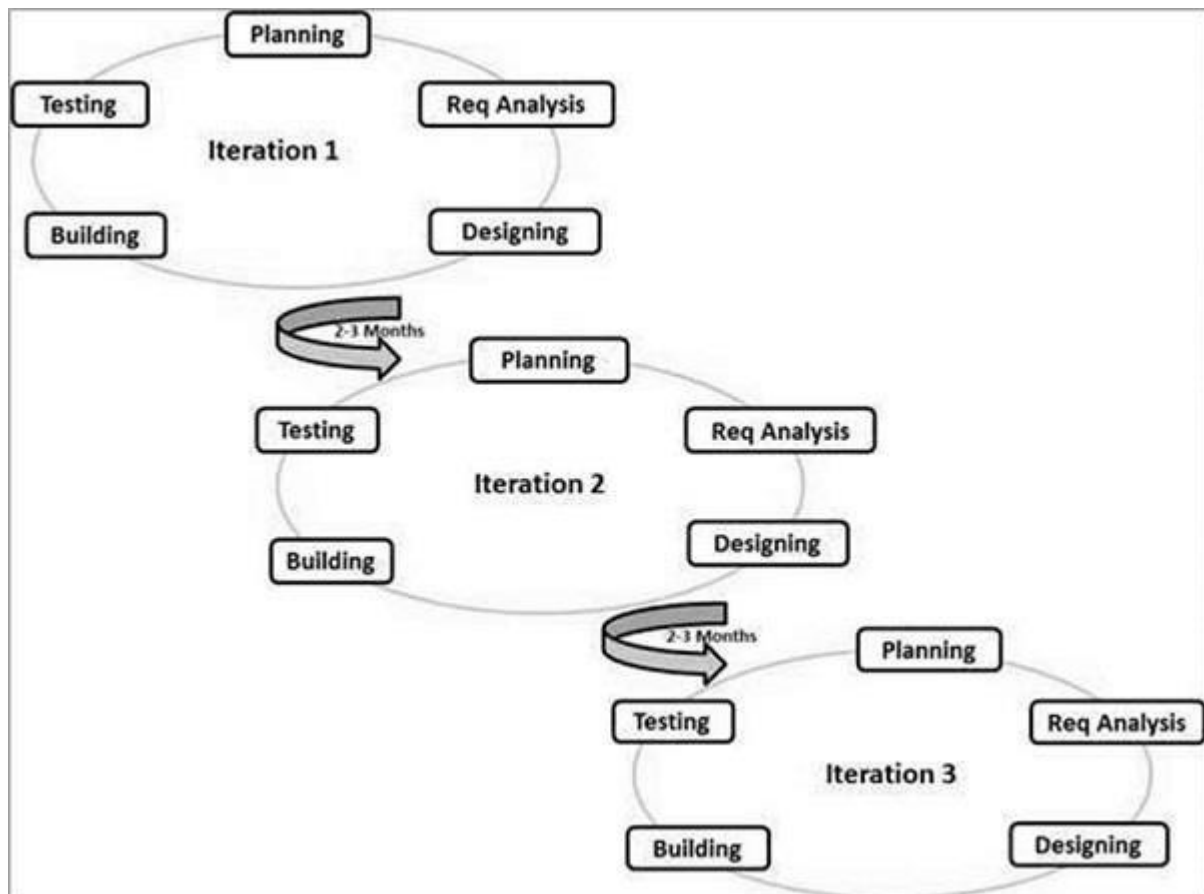 Planning
Testing
Req Analysis
Iteration 1
Building
Designing
2-3 Months
Planning
Testing
Req Analysis
Iteration 2
Building
Designing
2-3 Months
Planning
Testing
Req Analysis
Iteration 3
Building
Designing